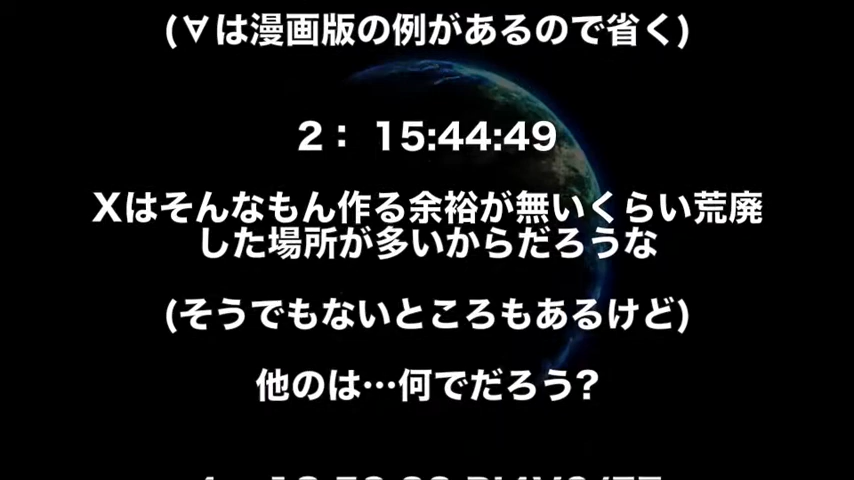 (∀は漫画版の例があるので省く)
2： 15:44:49
Xはそんなもん作る余裕が無いくらい荒廃
した場所が多いからだろうな
(そうでもないところもあるけど)
他のは…何でだろう?